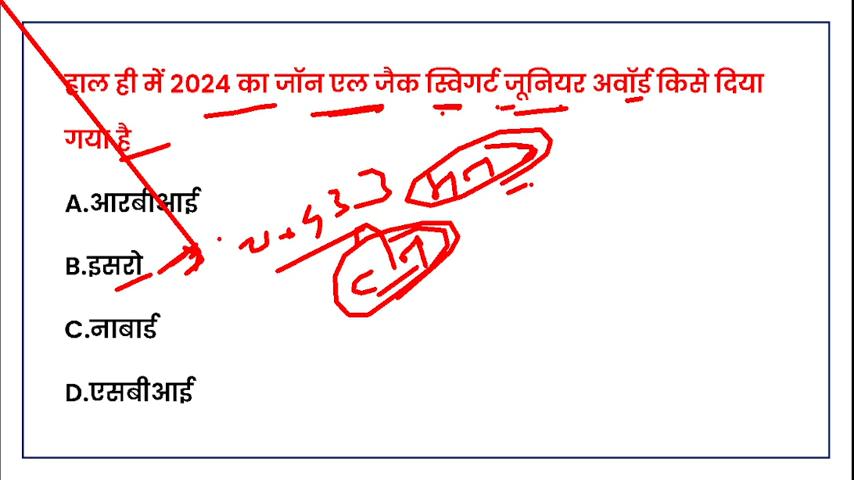 हाल ही में 2024 का जॉन एल जैक स्विगर्ट जूनियर अवॉर्ड किसे दिया
गया है
A.आरबीआई
B.इसरो
C.नाबार्ड
D.एसबीआई